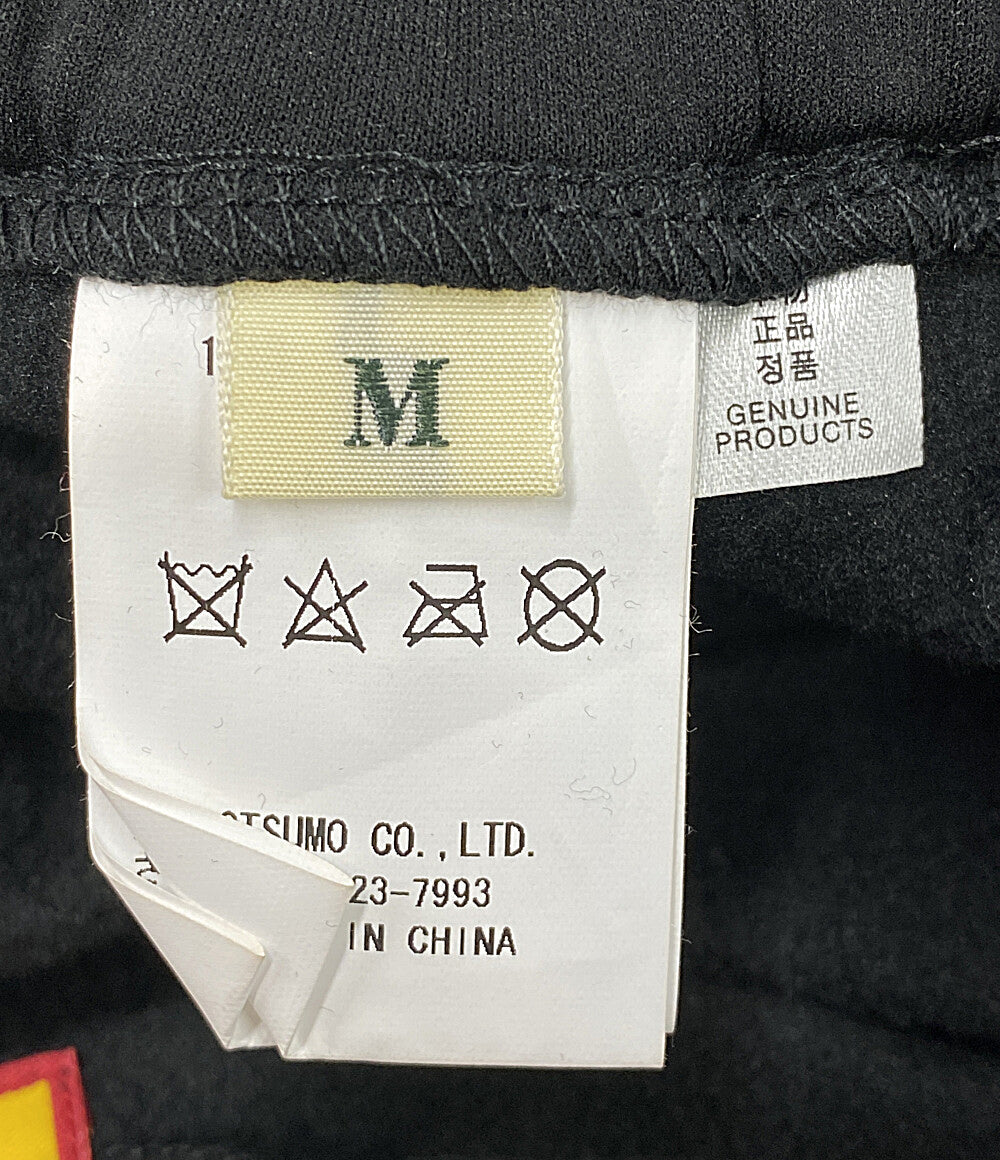 M
正品
정품
GENUINE
PRODUCTS
CO.,LTD.
23-7993
IN CHINA